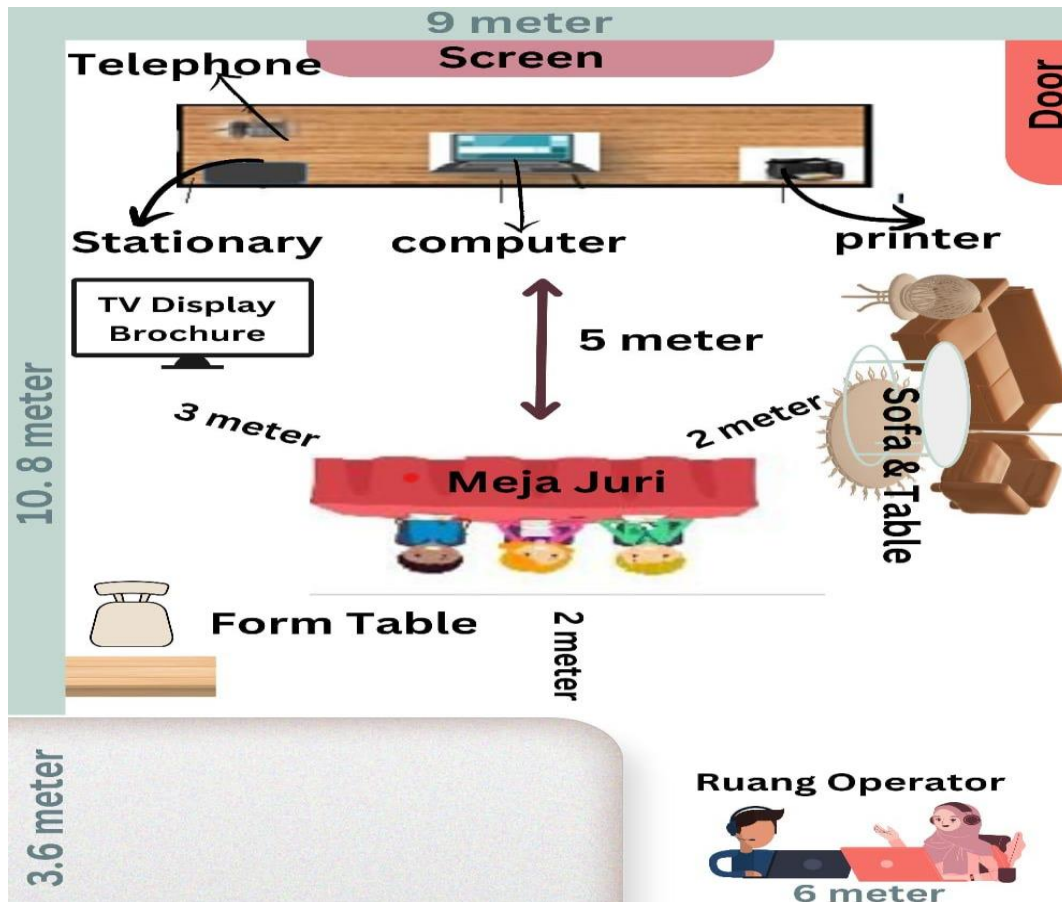 9 meter
Screen
Telephone
Door
Stationary
computer
printer
TV Display
Brochure
5 meter
3 meter
2 meter
10. 8 meter
Sofa & Table
Meja Juri
Form Table
2 meter
3.6 meter
Ruang Operator
6 meter